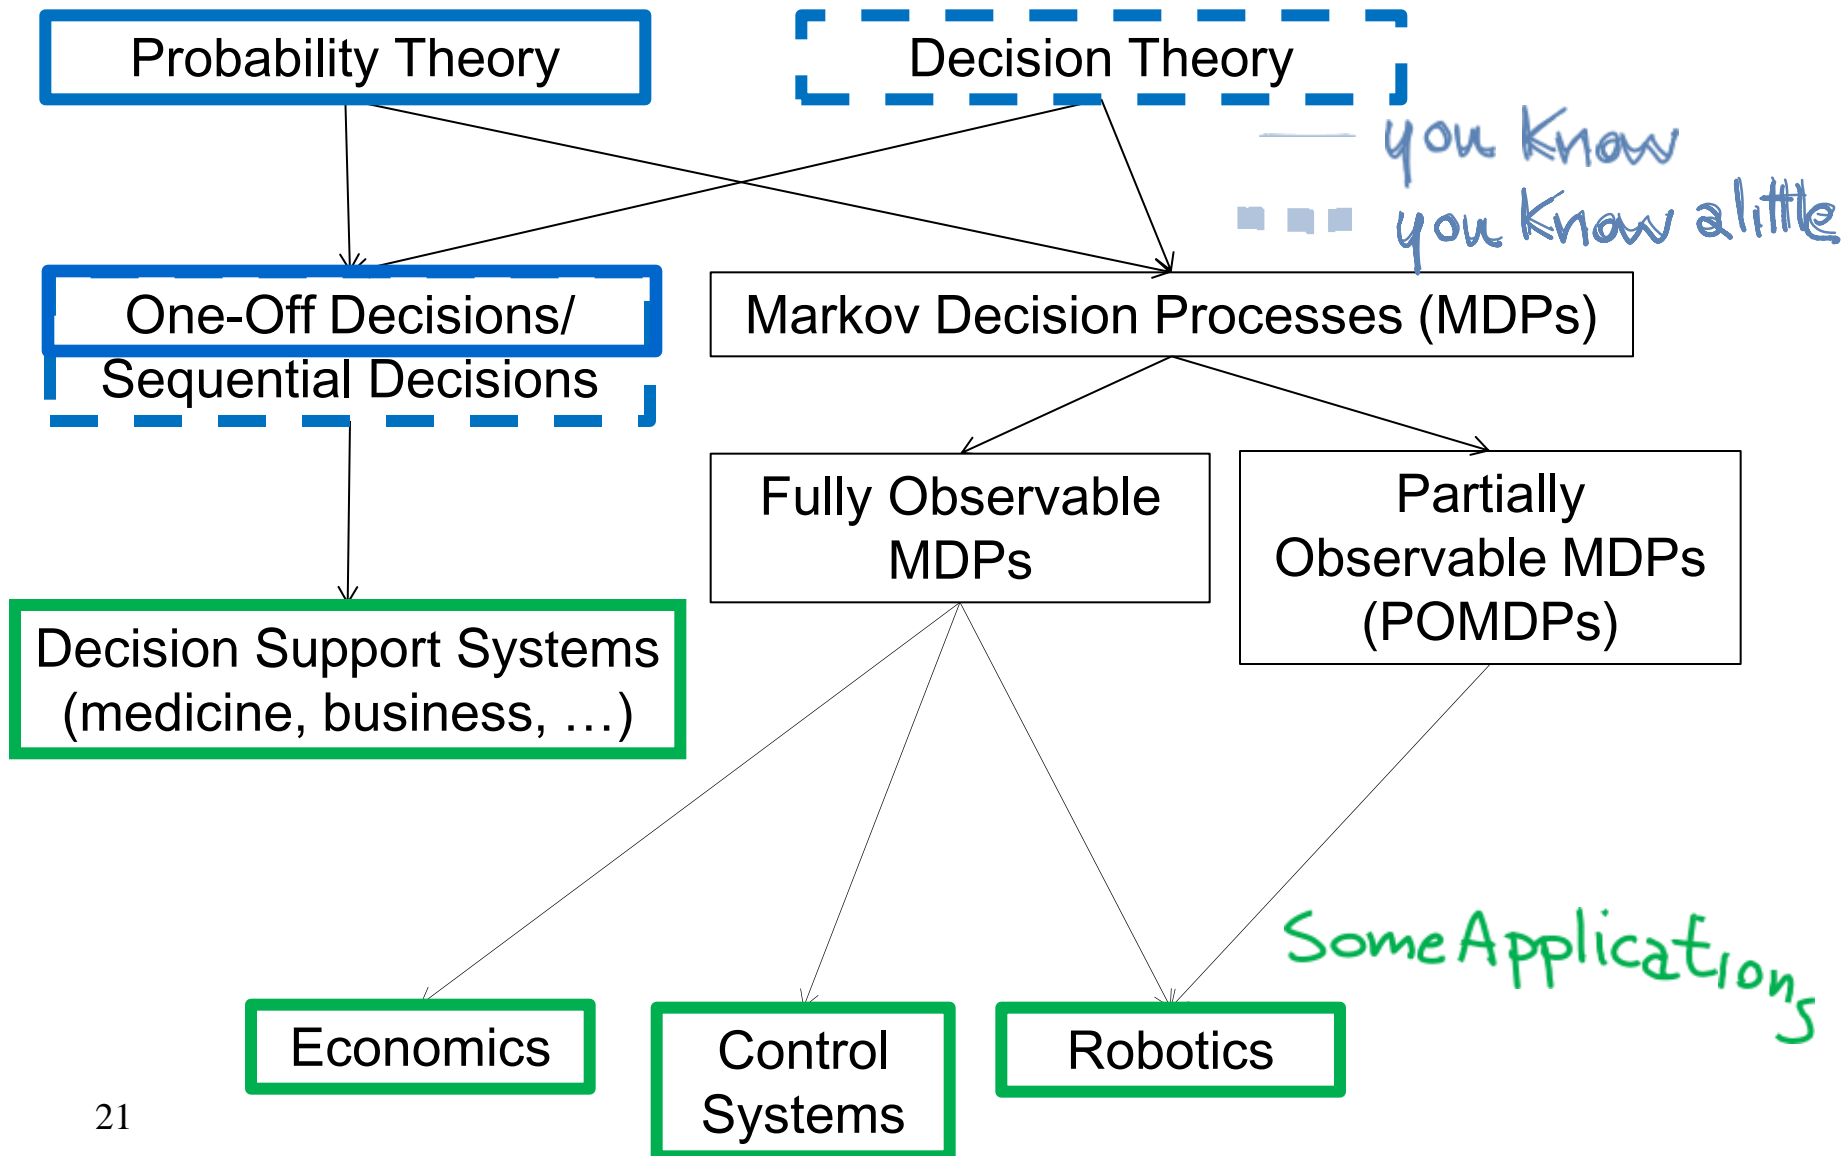 Probability Theory
Decision Theory
you know
you know a little
One-Off Decisions/
Sequential Decisions
Markov Decision Processes (MDPs)
Fully Observable
MDPs
Partially
Observable MDPs
(POMDPs)
Decision Support Systems
(medicine, business, …)
Some Applications
Economics
Control
Systems
Robotics
21